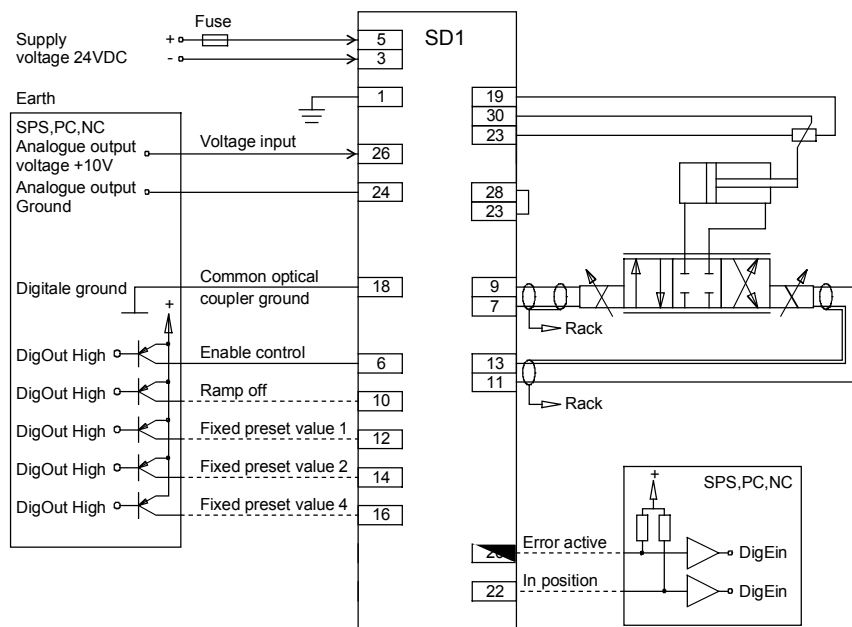 Fuse
Supply
voltage 24VDC
+
-
5
3
SD1
Earth
1
19
30
23
SPS,PC,NC
Analogue output
voltage +10V
Voltage input
26
Analogue output
Ground
24
28
23
Digitale ground
Common optical
coupler ground
18
9
7
Rack
+
DigOut High
Enable control
6
13
11
DigOut High
Ramp off
10
Rack
DigOut High
Fixed preset value 1
12
DigOut High
Fixed preset value 2
14
DigOut High
Fixed preset value 4
16
+
SPS,PC,NC
Error active
DigEin
22
In position
DigEin